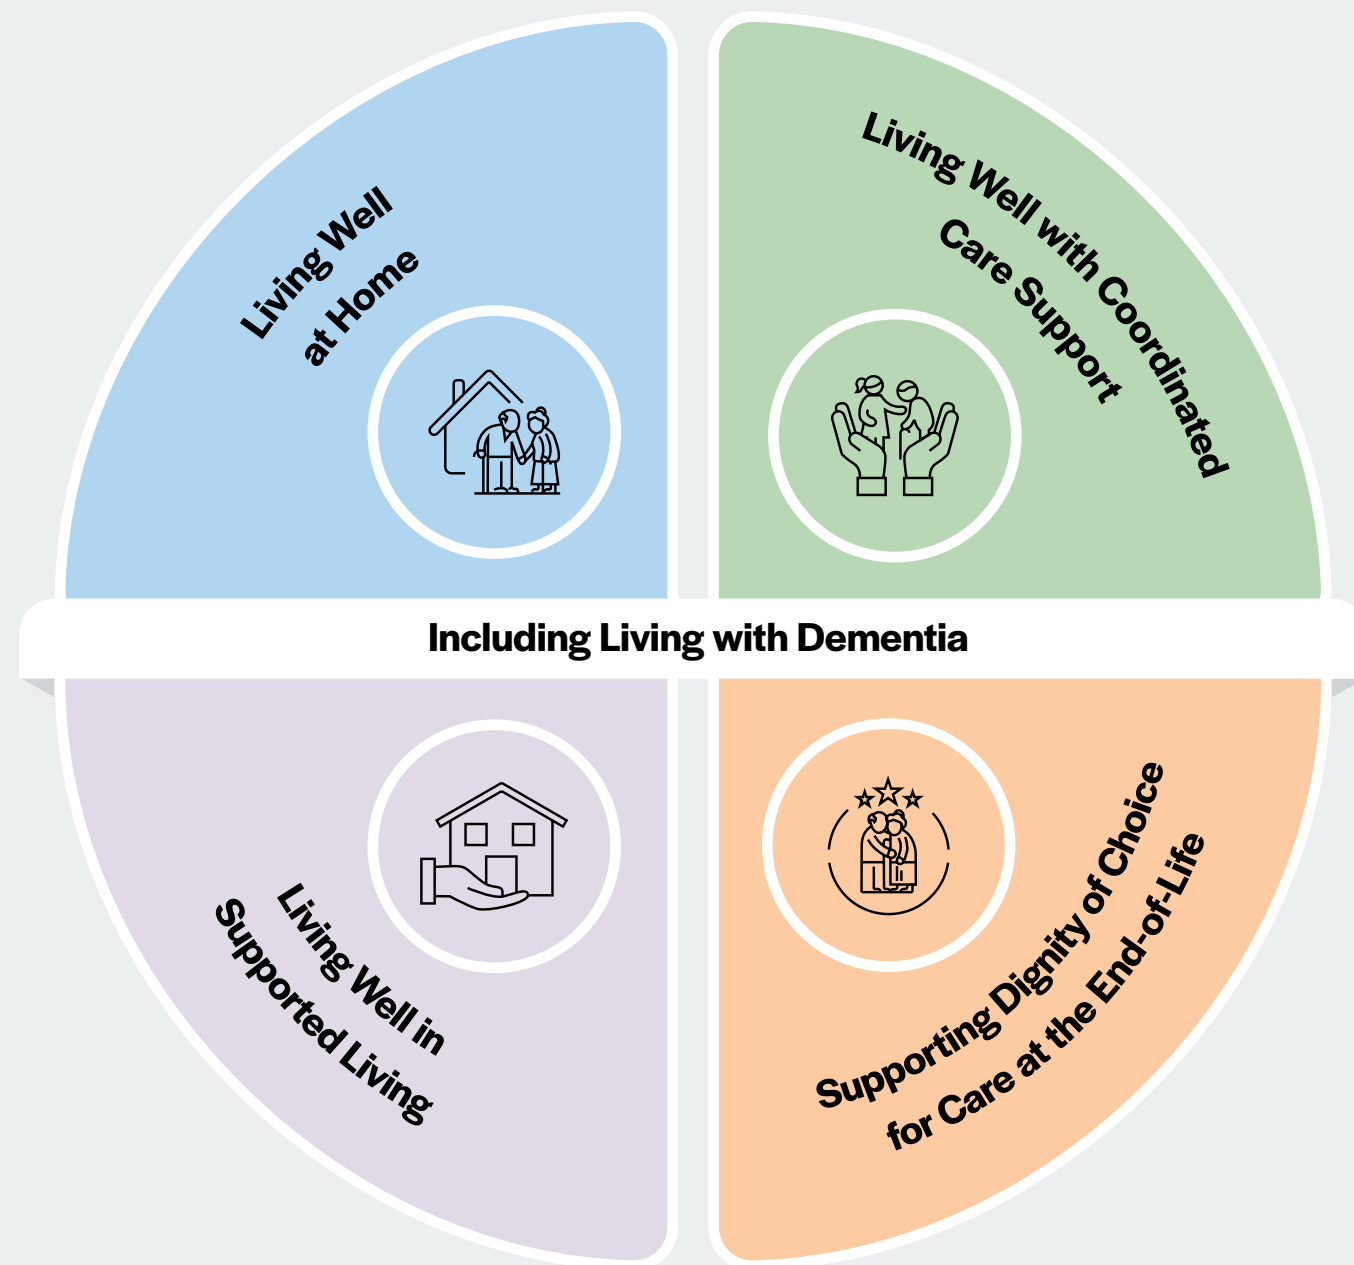 Living Well
at Home
Living Well with Coordinated
Care Support
Including Living with Dementia
Living Well in
Supported Living
Supporting Dignity of Choice
for Care at the End-of-Life